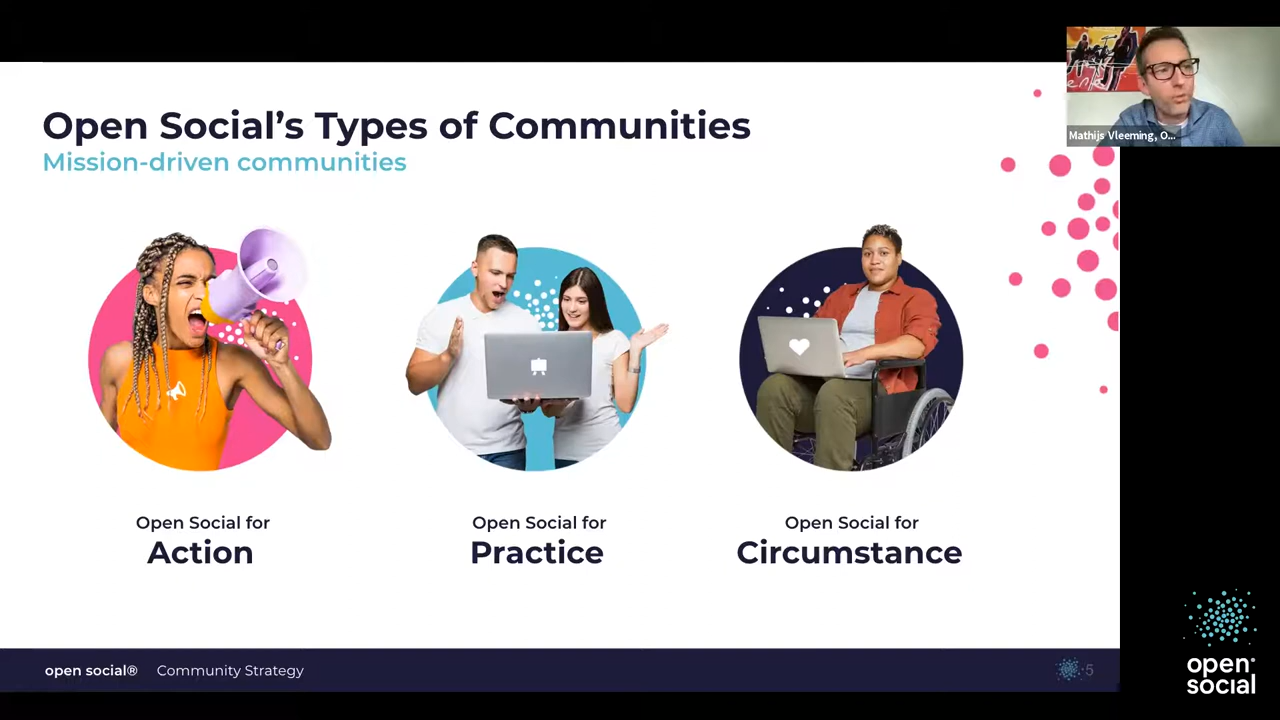 Open Social's Types of Communities
Mission-driven communities
Mathijs Vleeming, O...
Open Social for
Action
Open Social for
Practice
Open Social for
Circumstance
open social® Community Strategy
5
open
social